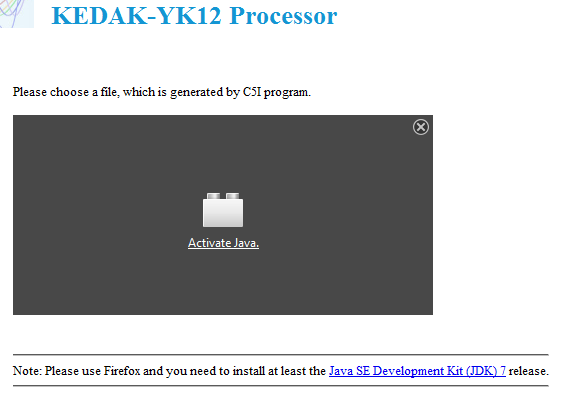 KEDAK-YK12 Processor
Please choose a file, which is generated by C5I program.
Activate Java.
Note: Please use Firefox and you need to install at least the Java SE Development Kit (JDK) 7 release.